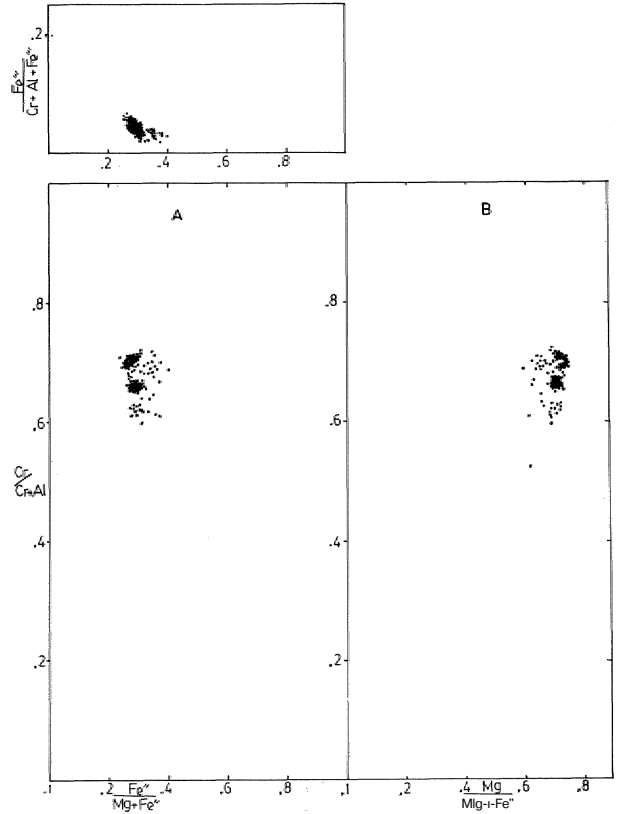 .2
Fe‴
Cr + Al + Fe‴
.2 .4 .6 .8
A B
.8 .8
.6 .6
Cr
Cr+Al
.4 .4
.2 .2
.1 .2 Fe″ .4 .6 .8 .1 .2 .4 Mg .6 .8
Mg+Fe″ Mlg-ı-Fe"